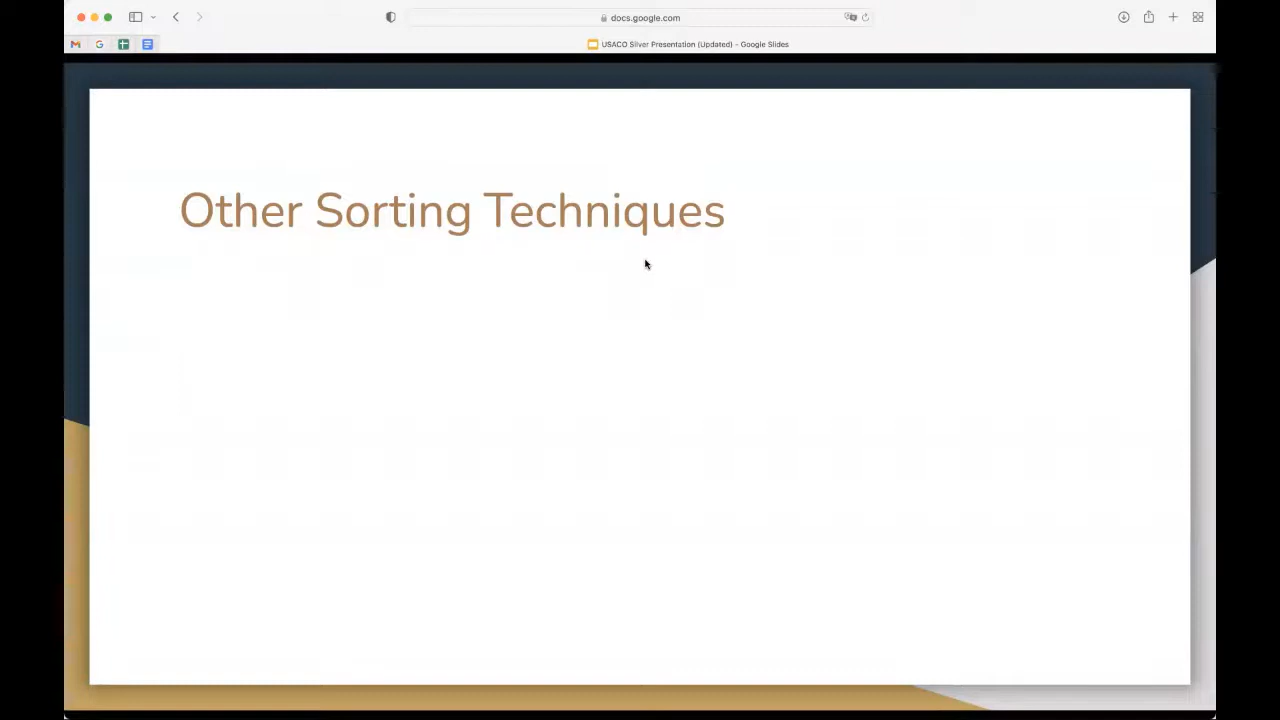 docs.google.com
USACO Silver Presentation (Updated) - Google Slides
Other Sorting Techniques